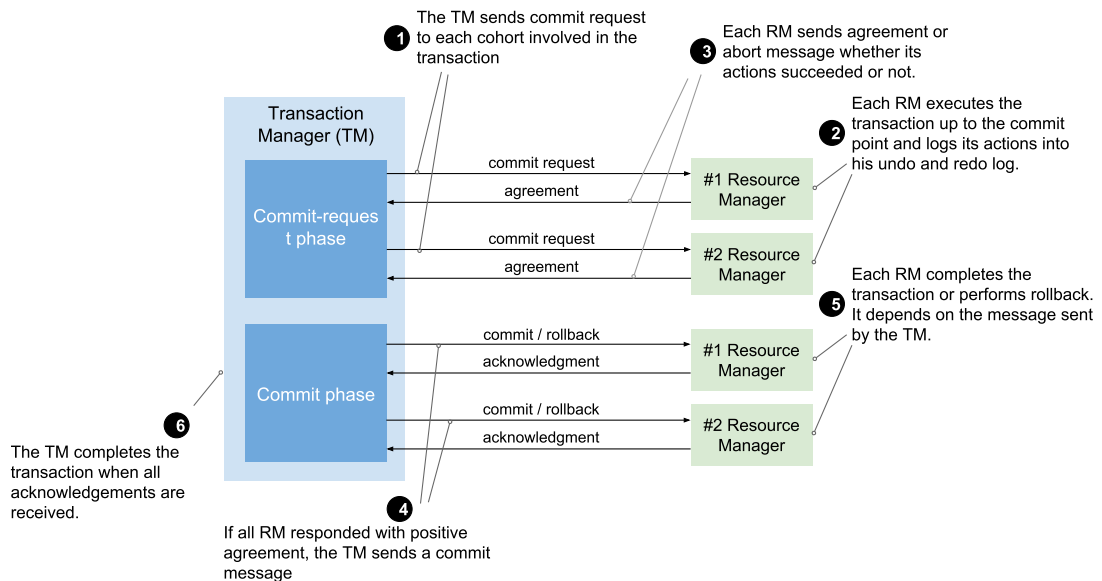 1
The TM sends commit request
to each cohort involved in the
transaction
3
Each RM sends agreement or
abort message whether its
actions succeeded or not.
2
Each RM executes the
transaction up to the commit
point and logs its actions into
his undo and redo log.
Transaction
Manager (TM)
Commit-reques
t phase
commit request
agreement
#1 Resource
Manager
commit request
agreement
#2 Resource
Manager
5
Each RM completes the
transaction or performs rollback.
It depends on the message sent
by the TM.
Commit phase
commit / rollback
acknowledgment
#1 Resource
Manager
commit / rollback
acknowledgment
#2 Resource
Manager
6
The TM completes the
transaction when all
acknowledgements are
received.
4
If all RM responded with positive
agreement, the TM sends a commit
message